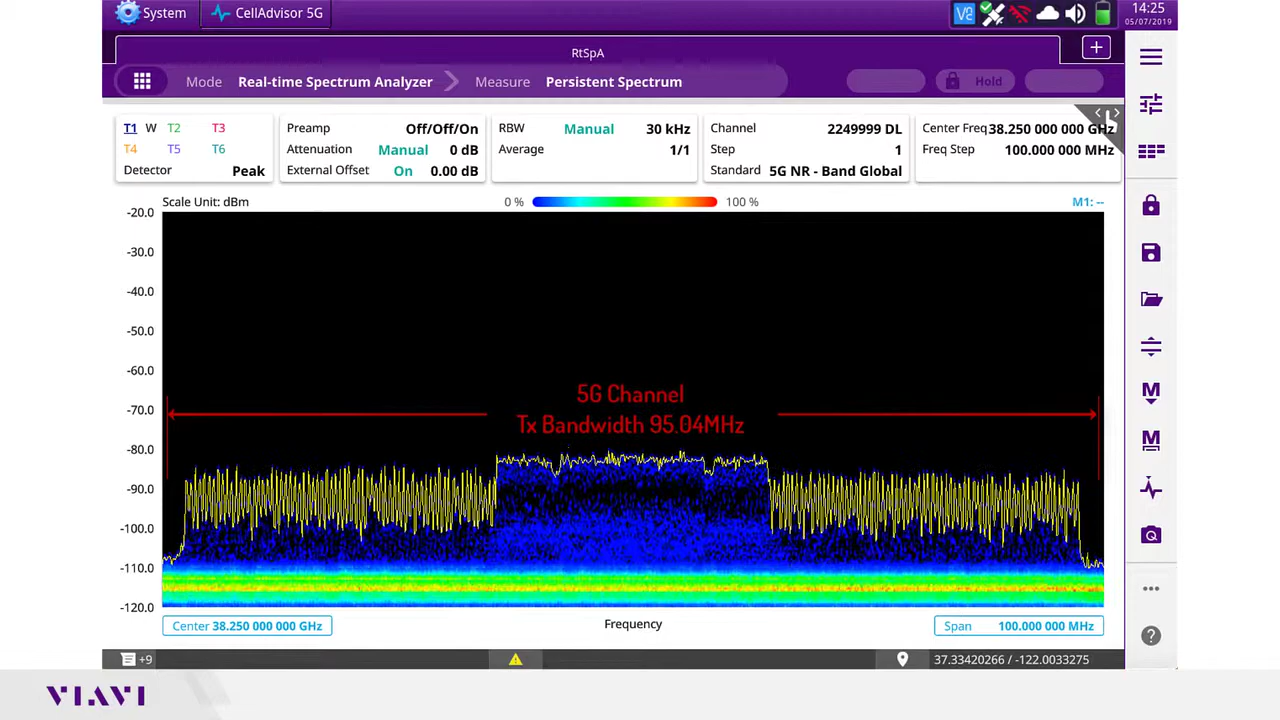 System CellAdvisor 5G 14:25
05/07/2019
RtSpA +
Mode Real-time Spectrum Analyzer Measure Persistent Spectrum Hold
T1 W T2 T3
T4 T5 T6
Detector Peak
Preamp Off/Off/On
Attenuation Manual 0 dB
External Offset On 0.00 dB
RBW Manual 30 kHz
Average 1/1
Channel 2249999 DL
Step 1
Standard 5G NR - Band Global
Center Freq 38.250 000 000 GHz
Freq Step 100.000 000 MHz
Scale Unit: dBm 0 % 100 % M1: --
-20.0
-30.0
-40.0
-50.0
-60.0
-70.0
-80.0
-90.0
-100.0
-110.0
-120.0
5G Channel
Tx Bandwidth 95.04MHz
Center 38.250 000 000 GHz Frequency Span 100.000 000 MHz
+9 37.33420266 / -122.0033275
M
M
Q
?
VIAVI